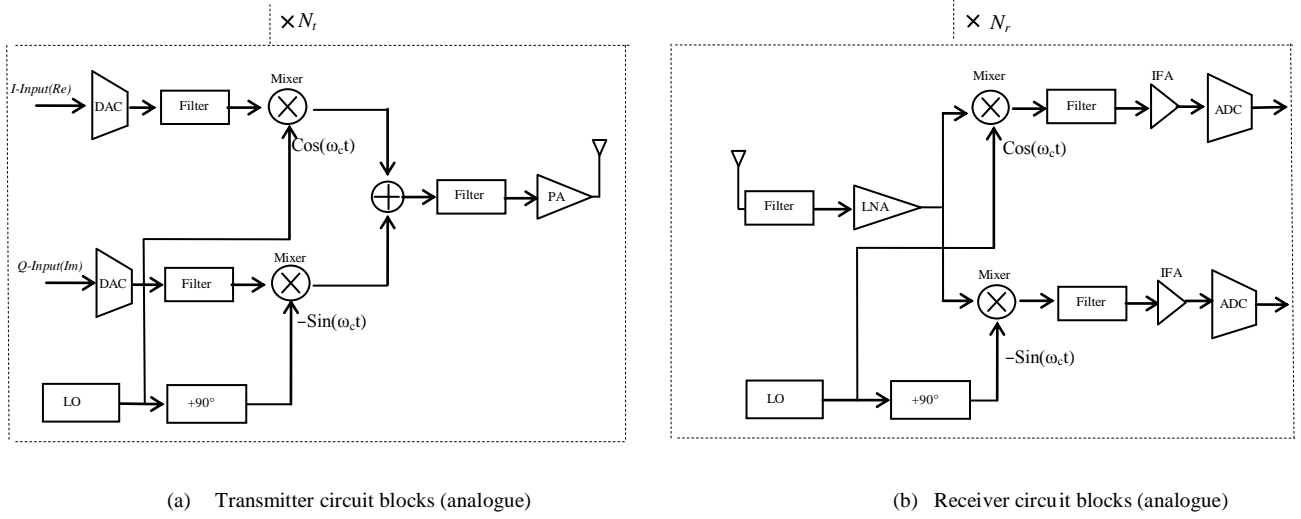 × Nt
I-Input(Re)
DAC
Filter
Mixer
Cos(ωct)
Filter
PA
Q-Input(Im)
DAC
Filter
Mixer
−Sin(ωct)
LO
+90°
(a) Transmitter circuit blocks (analogue)
× Nr
Filter
LNA
Mixer
Cos(ωct)
Filter
IFA
ADC
Mixer
−Sin(ωct)
Filter
IFA
ADC
LO
+90°
(b) Receiver circuit blocks (analogue)